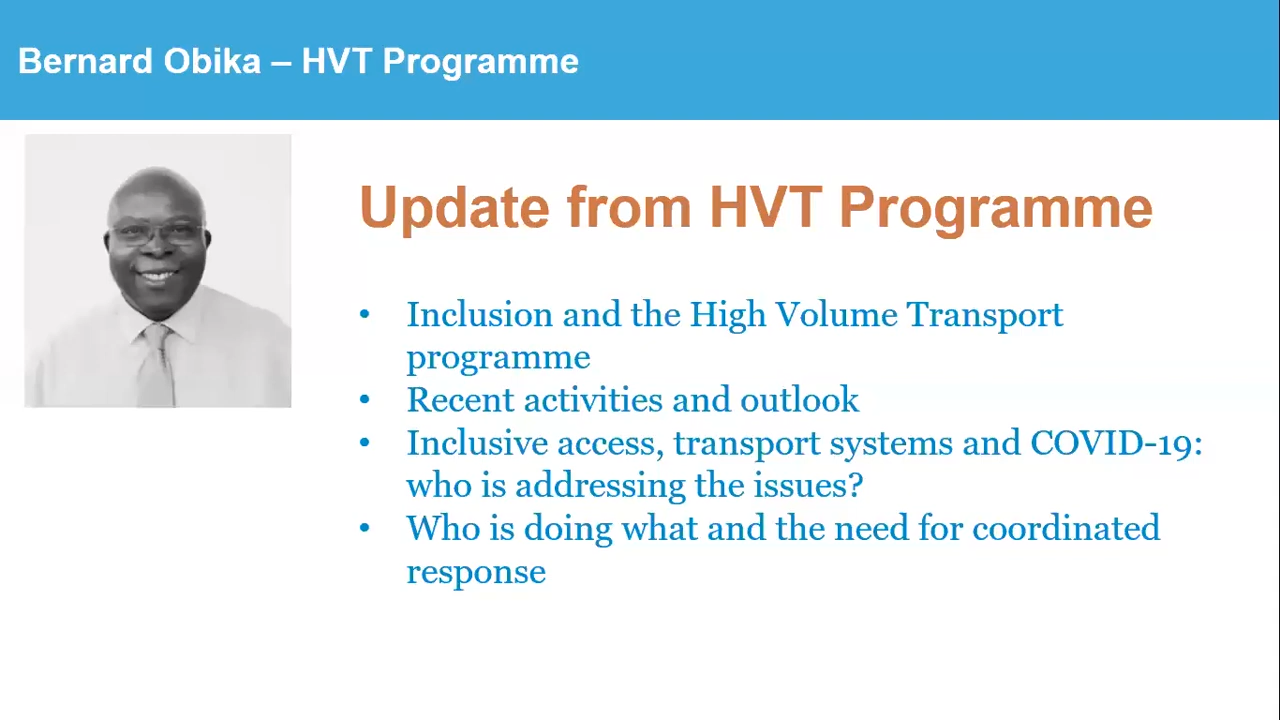 Bernard Obika – HVT Programme
Update from HVT Programme
• Inclusion and the High Volume Transport
programme
• Recent activities and outlook
• Inclusive access, transport systems and COVID-19:
who is addressing the issues?
• Who is doing what and the need for coordinated
response